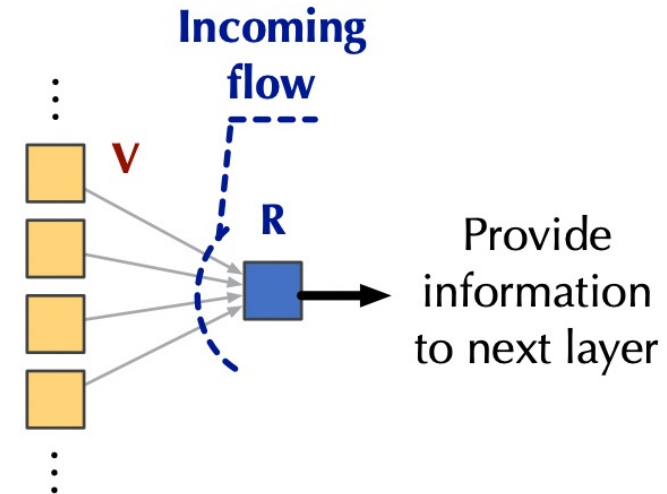 Incoming
flow
V
R
Provide
information
to next layer